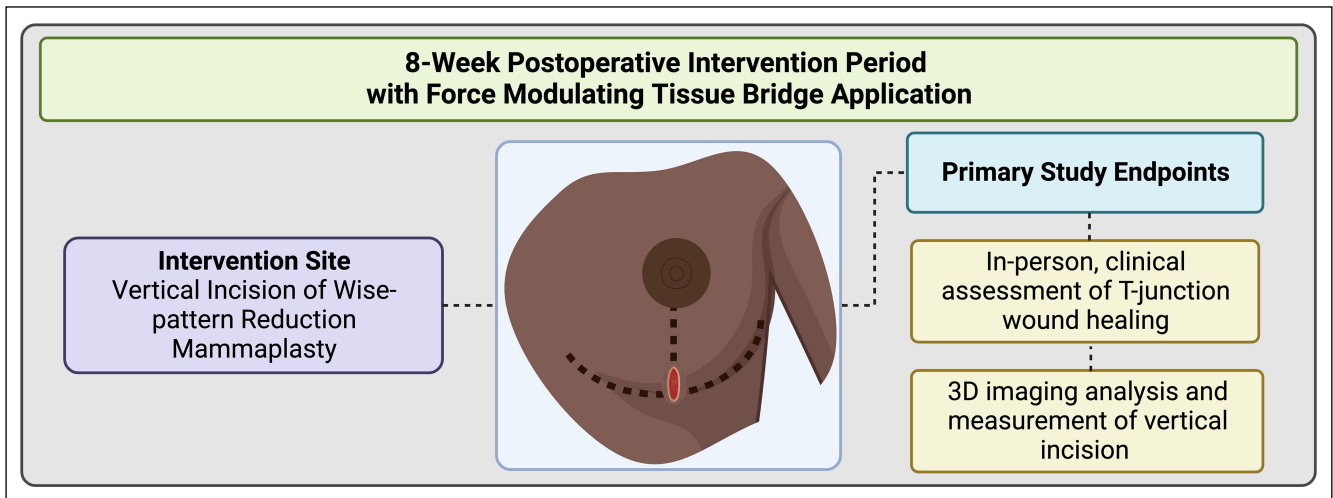 8-Week Postoperative Intervention Period
with Force Modulating Tissue Bridge Application
Intervention Site
Vertical Incision of Wise-
pattern Reduction
Mammaplasty
Primary Study Endpoints
In-person, clinical
assessment of T-junction
wound healing
3D imaging analysis and
measurement of vertical
incision